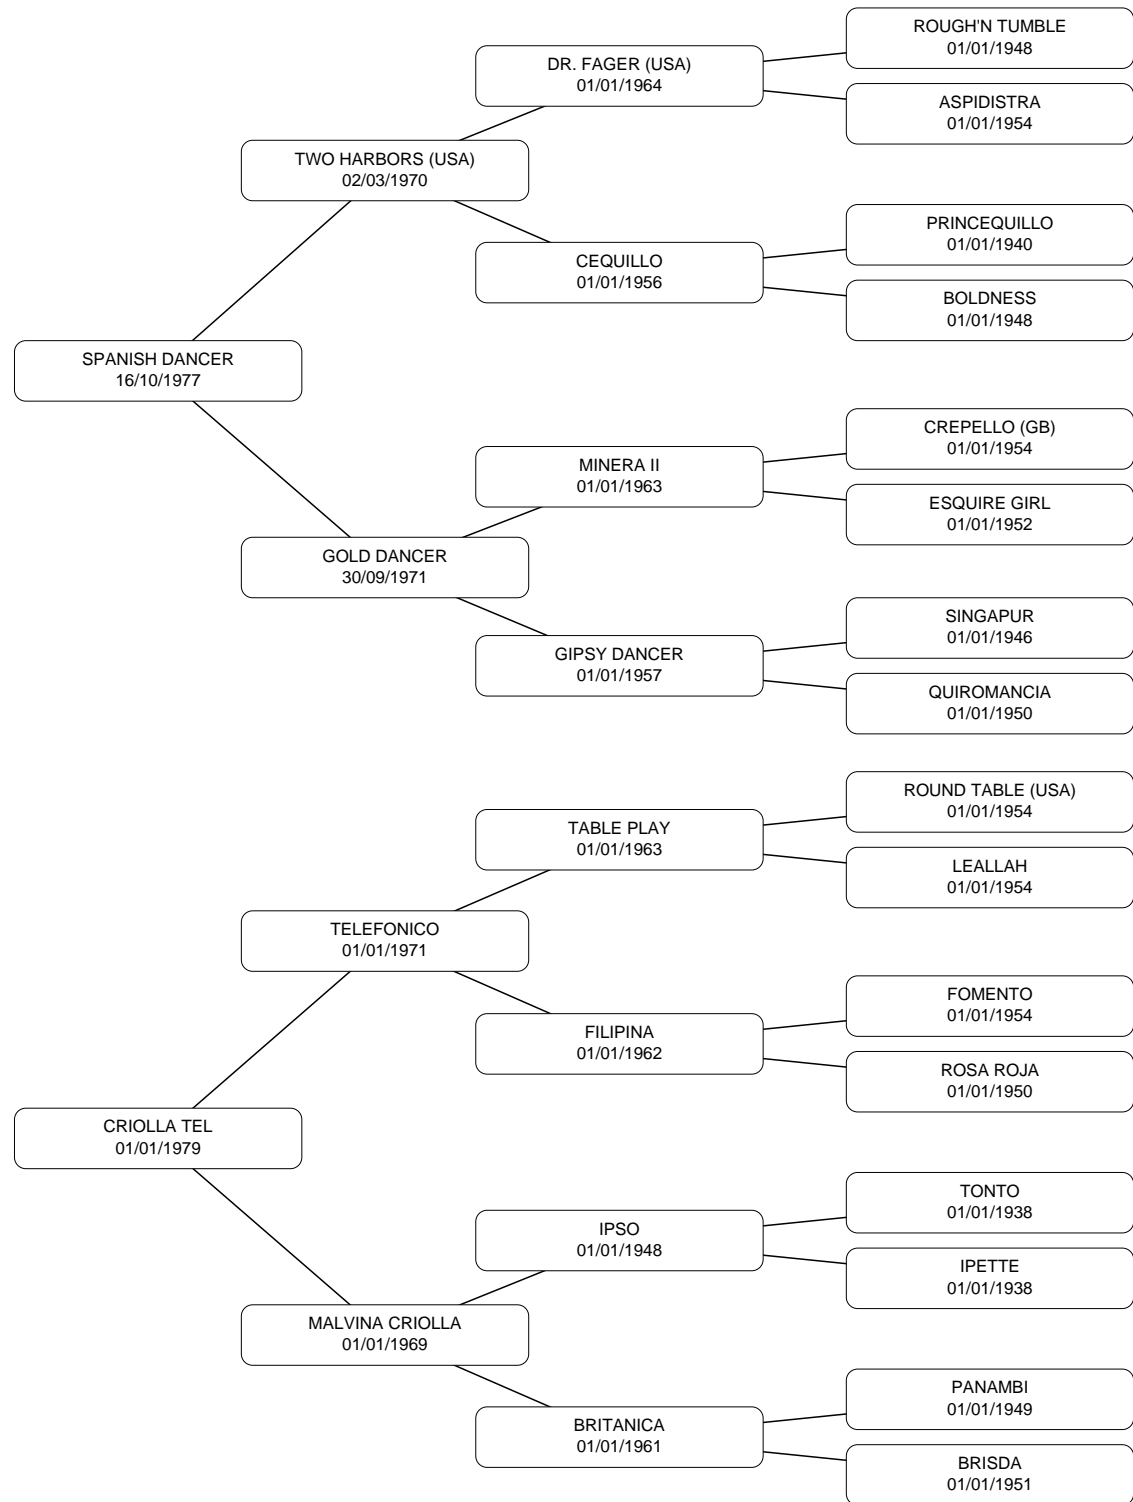 ROUGH'N TUMBLE
01/01/1948
DR. FAGER (USA)
01/01/1964
ASPIDISTRA
01/01/1954
TWO HARBORS (USA)
02/03/1970
PRINCEQUILLO
01/01/1940
CEQUILLO
01/01/1956
BOLDNESS
01/01/1948
SPANISH DANCER
16/10/1977
CREPELLO (GB)
01/01/1954
MINERA II
01/01/1963
ESQUIRE GIRL
01/01/1952
GOLD DANCER
30/09/1971
SINGAPUR
01/01/1946
GIPSY DANCER
01/01/1957
QUIROMANCIA
01/01/1950
ROUND TABLE (USA)
01/01/1954
TABLE PLAY
01/01/1963
LEALLAH
01/01/1954
TELEFONICO
01/01/1971
FOMENTO
01/01/1954
FILIPINA
01/01/1962
ROSA ROJA
01/01/1950
CRIOLLA TEL
01/01/1979
TONTO
01/01/1938
IPSO
01/01/1948
IPETTE
01/01/1938
MALVINA CRIOLLA
01/01/1969
PANAMBI
01/01/1949
BRITANICA
01/01/1961
BRISDA
01/01/1951